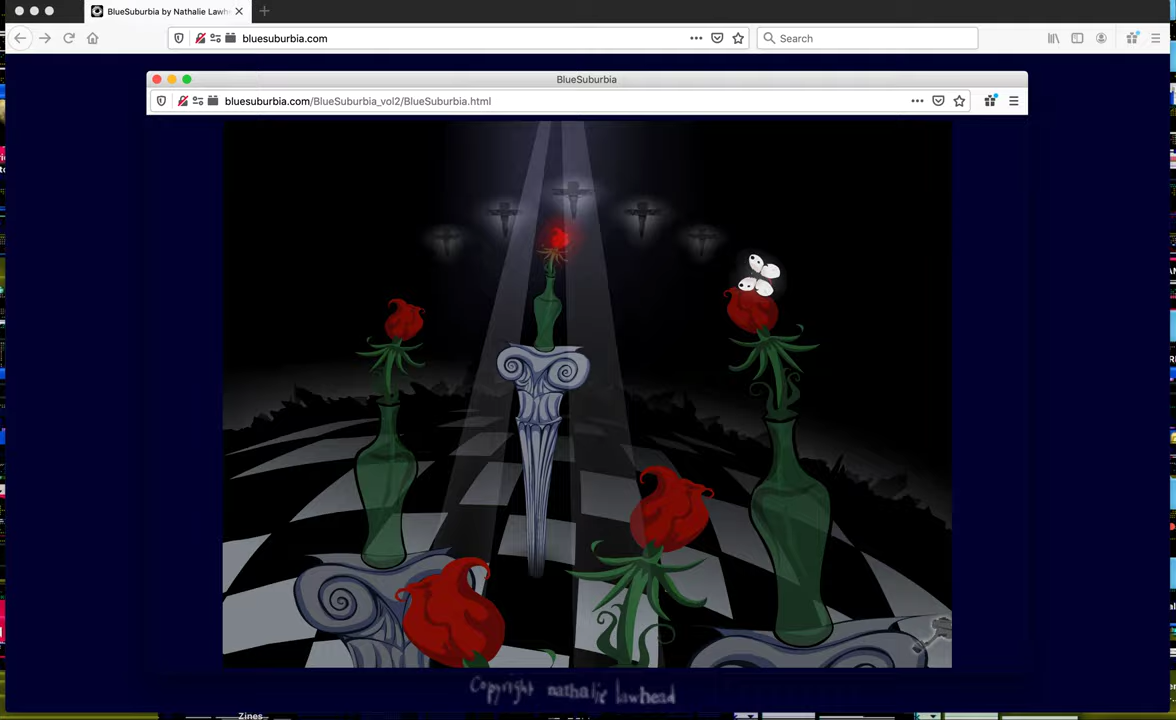 BlueSuburbia by Nathalie Lawh
bluesuburbia.com
Search
BlueSuburbia
bluesuburbia.com/BlueSuburbia_vol2/BlueSuburbia.html
Copyright nathalie lawhead
Zines